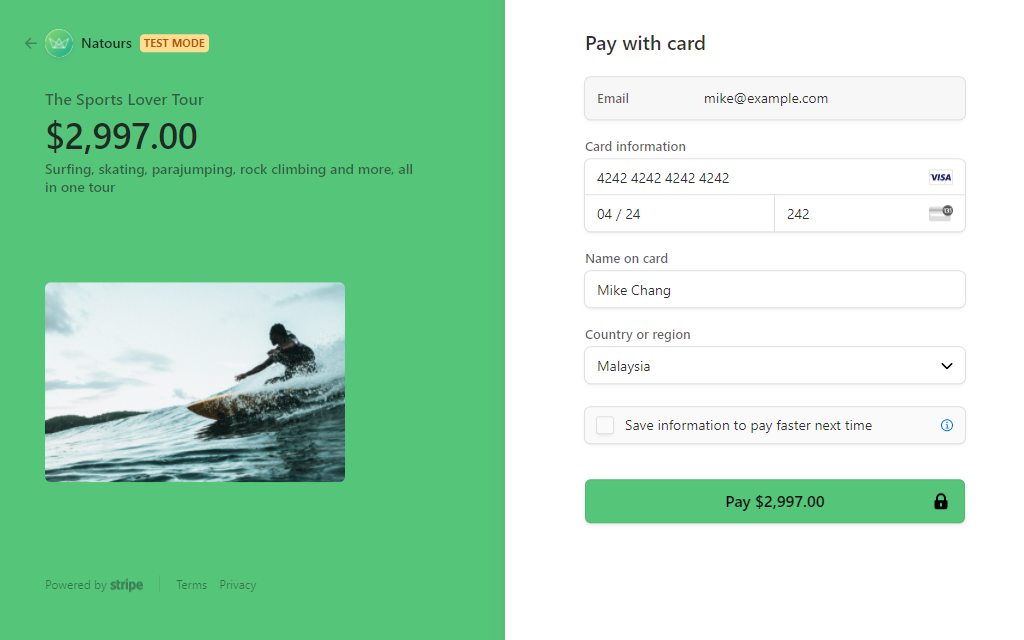 Natours TEST MODE
The Sports Lover Tour
$2,997.00
Surfing, skating, parajumping, rock climbing and more, all
in one tour
Powered by stripe
Terms Privacy
Pay with card
Email mike@example.com
Card information
4242 4242 4242 4242 VISA
04 / 24 242
Name on card
Mike Chang
Country or region
Malaysia
Save information to pay faster next time
Pay $2,997.00